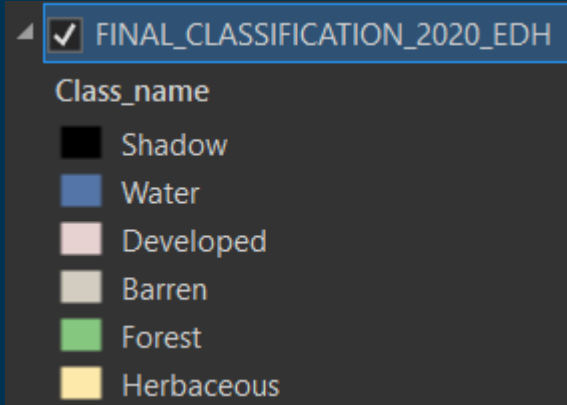 FINAL_CLASSIFICATION_2020_EDH
Class_name
Shadow
Water
Developed
Barren
Forest
Herbaceous